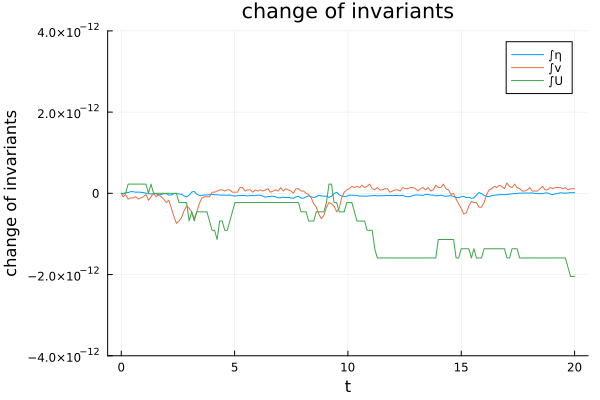 change of invariants
4.0×10⁻¹²
2.0×10⁻¹²
0
−2.0×10⁻¹²
−4.0×10⁻¹²
change of invariants
∫η
∫v
∫U
0 5 10 15 20
t